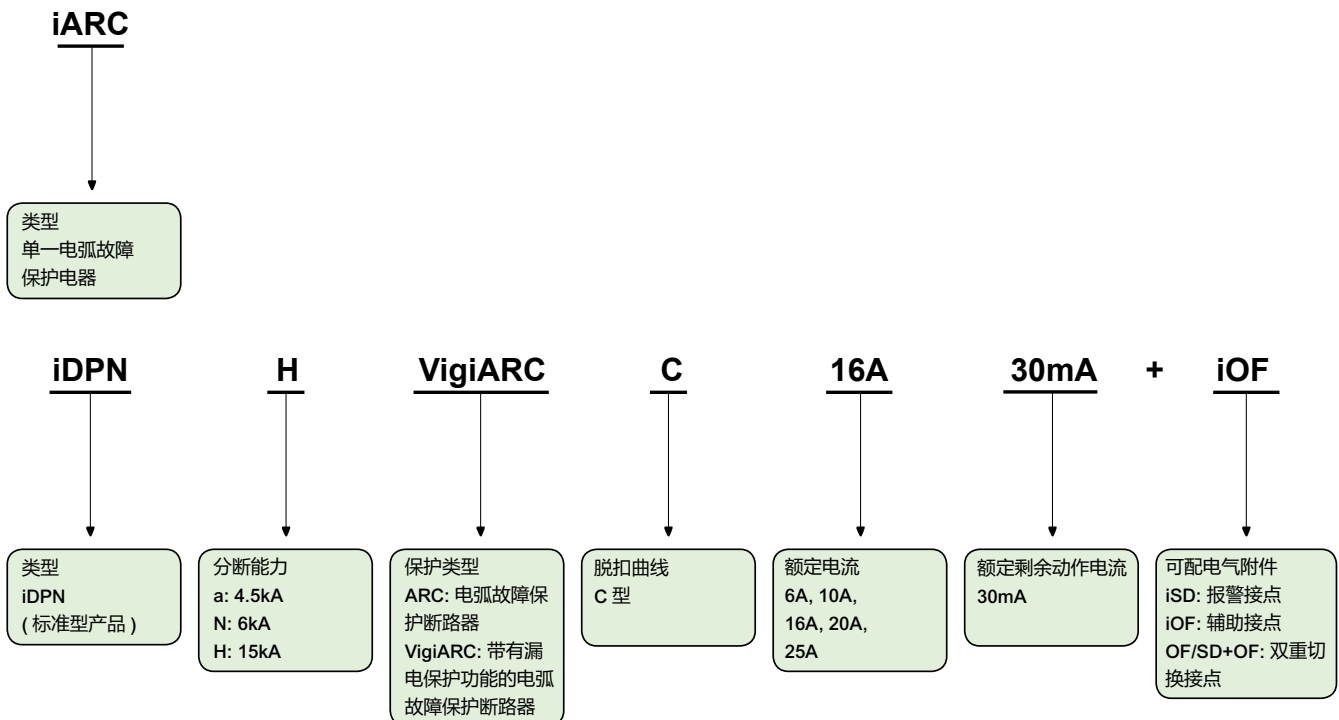 iARC
类型
单一电弧故障
保护电器
iDPN H VigiARC C 16A 30mA + iOF
类型
iDPN
( 标准型产品 )
分断能力
a: 4.5kA
N: 6kA
H: 15kA
保护类型
ARC: 电弧故障保
护断路器
VigiARC: 带有漏
电保护功能的电弧
故障保护断路器
脱扣曲线
C 型
额定电流
6A, 10A,
16A, 20A,
25A
额定剩余动作电流
30mA
可配电气附件
iSD: 报警接点
iOF: 辅助接点
OF/SD+OF: 双重切
换接点